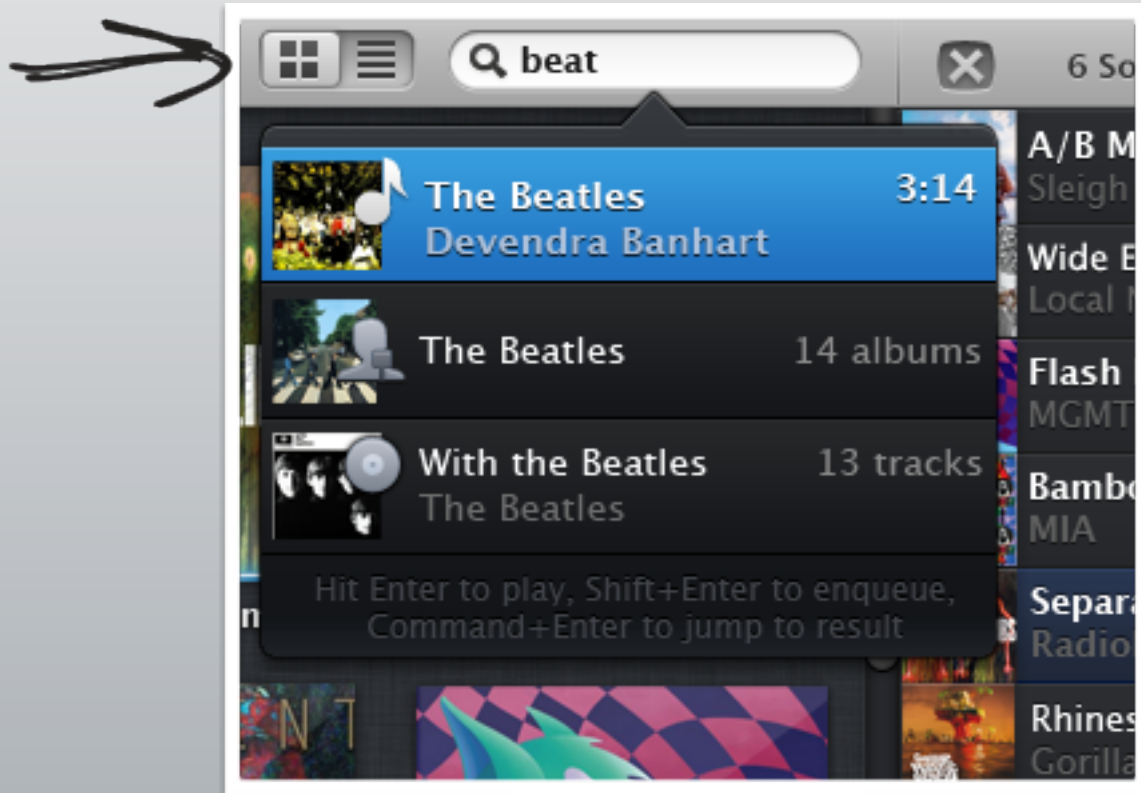 beat
6 So
The Beatles 3:14
Devendra Banhart
The Beatles 14 albums
With the Beatles 13 tracks
The Beatles
Hit Enter to play, Shift+Enter to enqueue,
Command+Enter to jump to result
A/B M
Sleigh
Wide E
Local
Flash
MGMT
Bambo
MIA
Separa
Radio
Rhines
Gorilla
n
N T